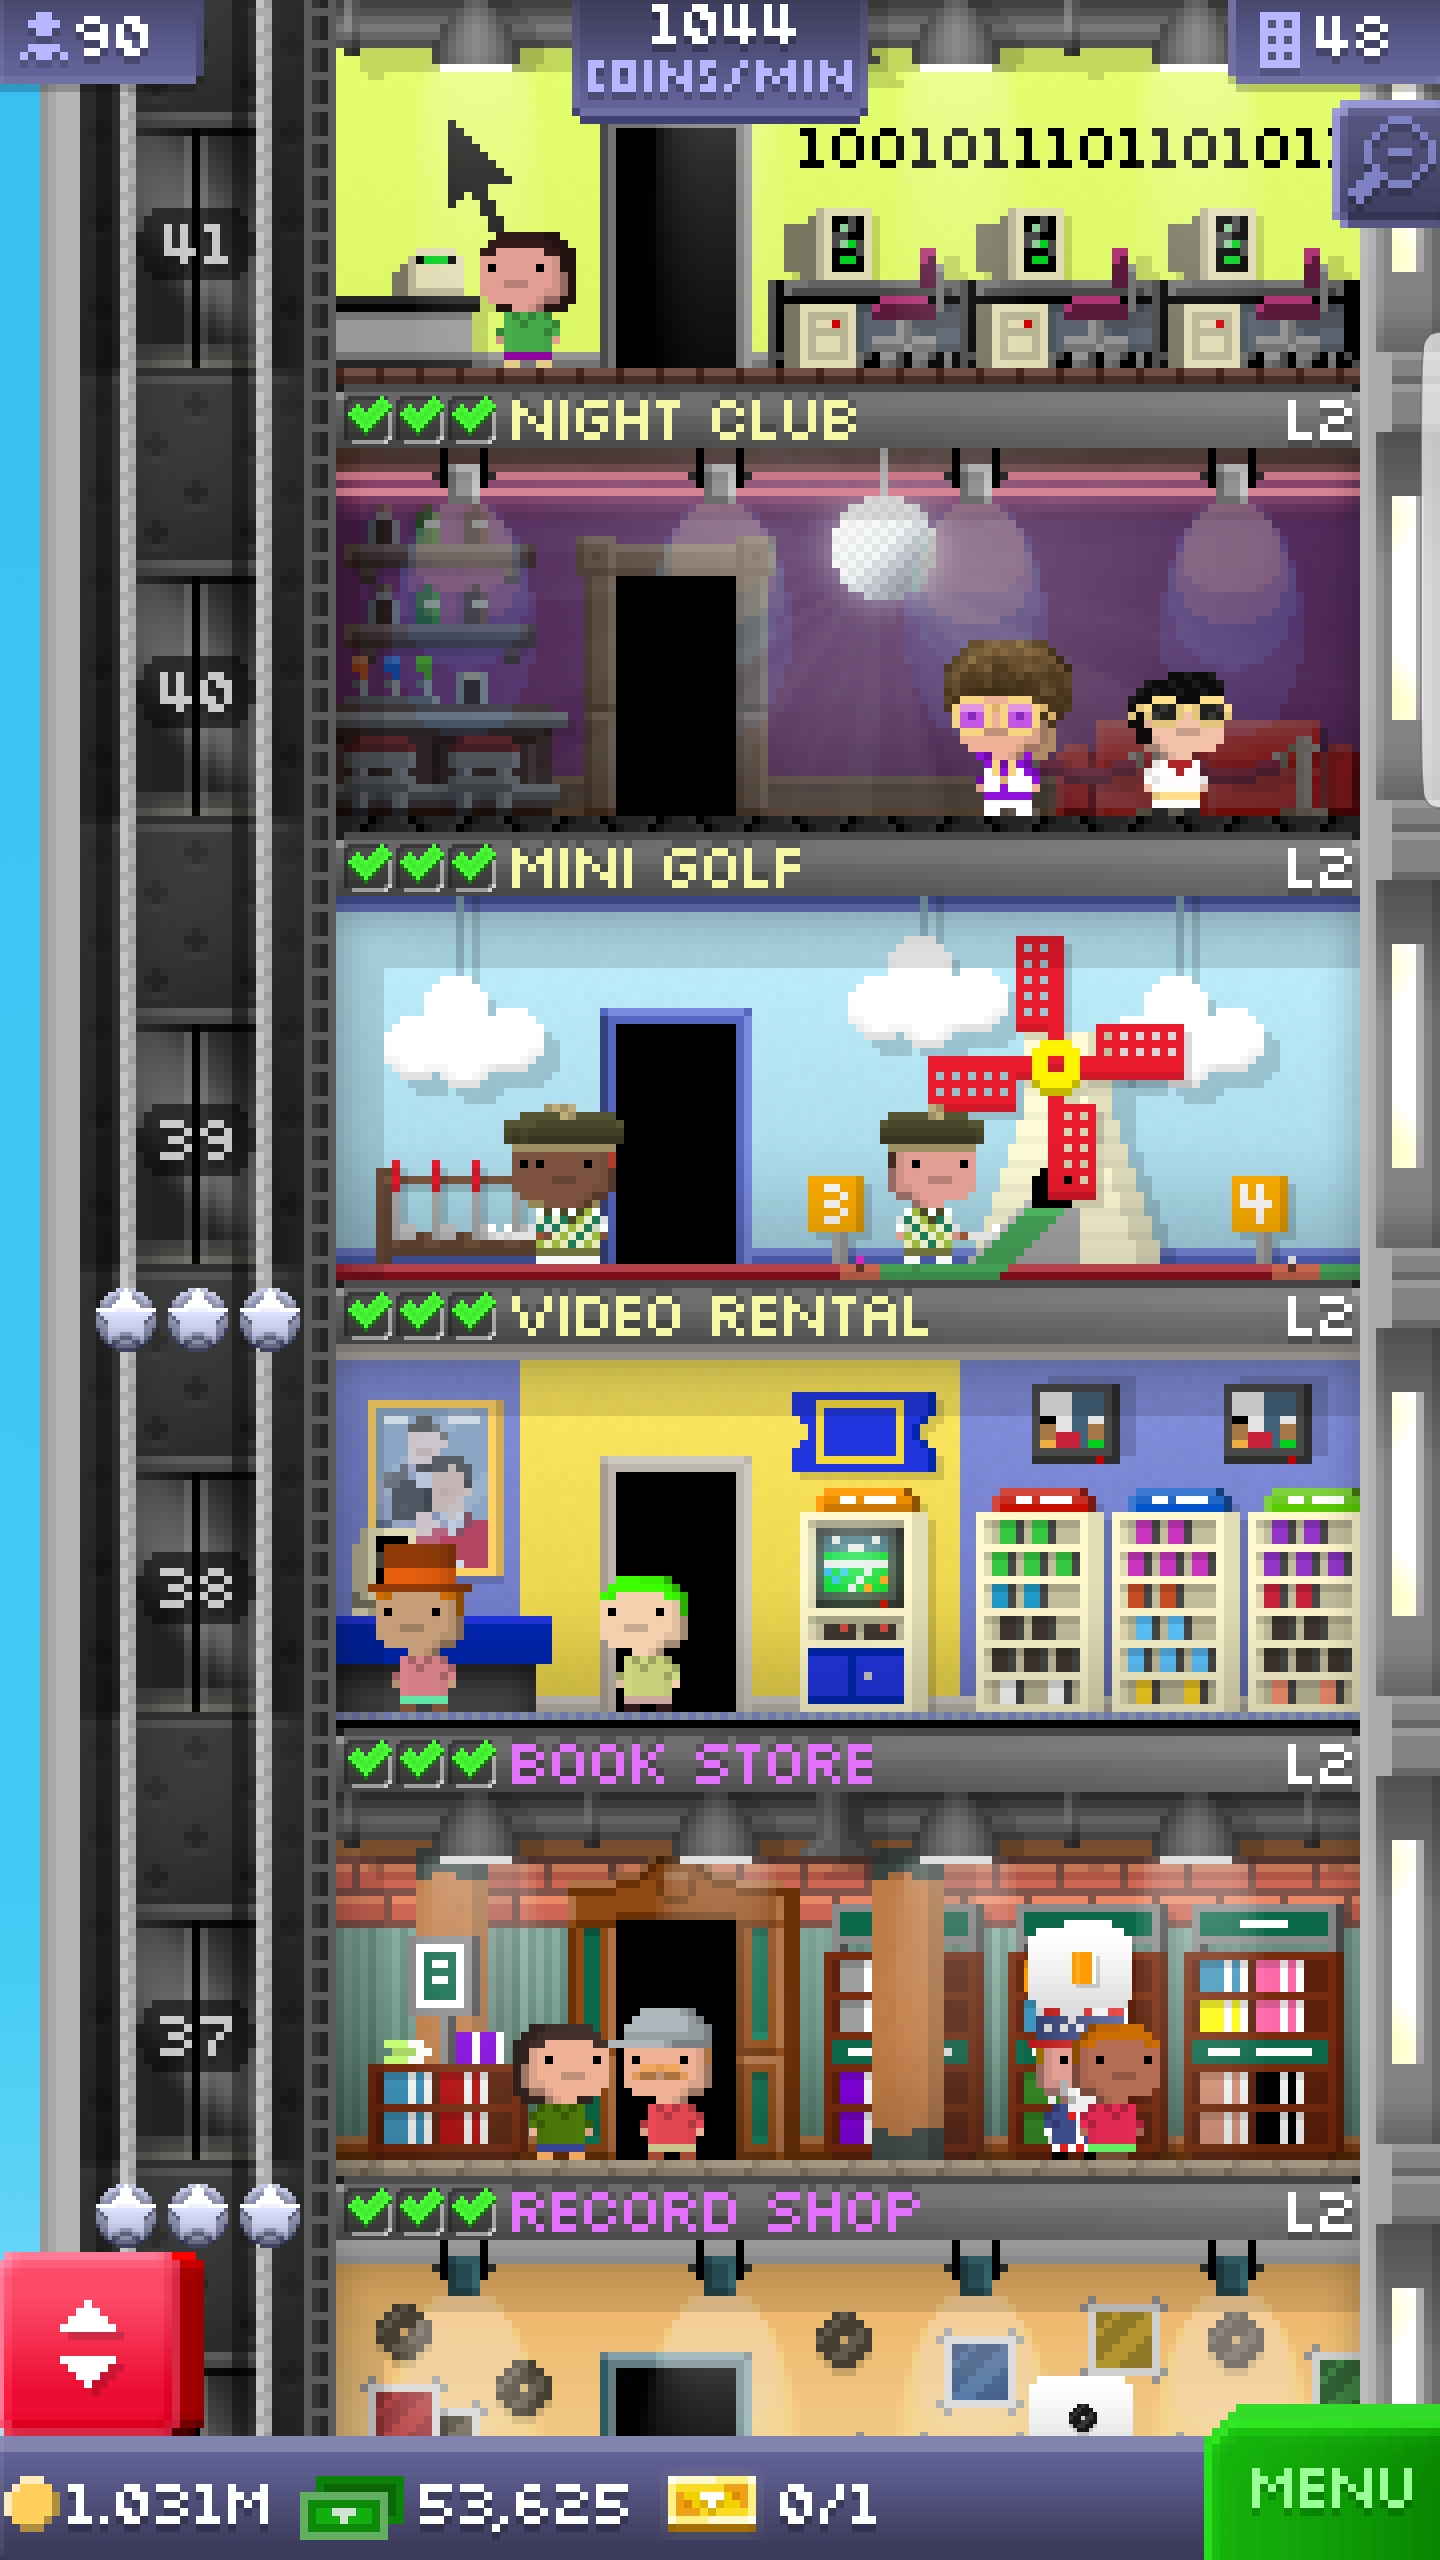 90
1044
COINS/MIN
48
10010111011010 11
41
NIGHT CLUB L2
40
MINI GOLF L2
39
3
4
VIDEO RENTAL L2
38
BOOK STORE L2
37
RECORD SHOP L2
1.031M 53,625 0/1
MENU